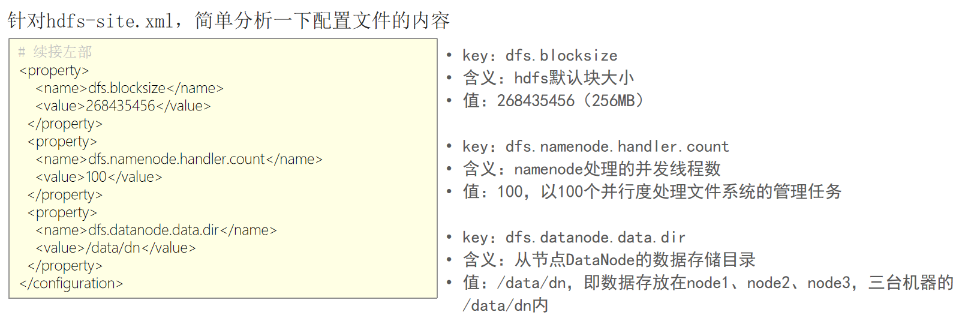 针对hdfs-site.xml，简单分析一下配置文件的内容
# 续接左部
<property>
<name>dfs.blocksize</name>
<value>268435456</value>
</property>
<property>
<name>dfs.namenode.handler.count</name>
<value>100</value>
</property>
<property>
<name>dfs.datanode.data.dir</name>
<value>/data/dn</value>
</property>
</configuration>
• key：dfs.blocksize
• 含义：hdfs默认块大小
• 值：268435456（256MB）
• key：dfs.namenode.handler.count
• 含义：namenode处理的并发线程数
• 值：100，以100个并行度处理文件系统的管理任务
• key：dfs.datanode.data.dir
• 含义：从节点DataNode的数据存储目录
• 值：/data/dn，即数据存放在node1、node2、node3，三台机器的
/data/dn内